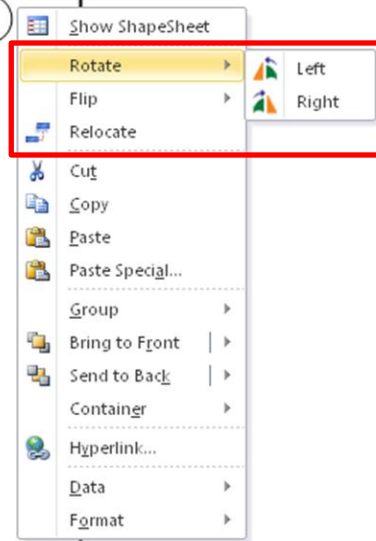 Show ShapeSheet
Rotate
Left
Flip
Right
Relocate
Cut
Copy
Paste
Paste Special...
Group
Bring to Front
Send to Back
Container
Hyperlink...
Data
Format